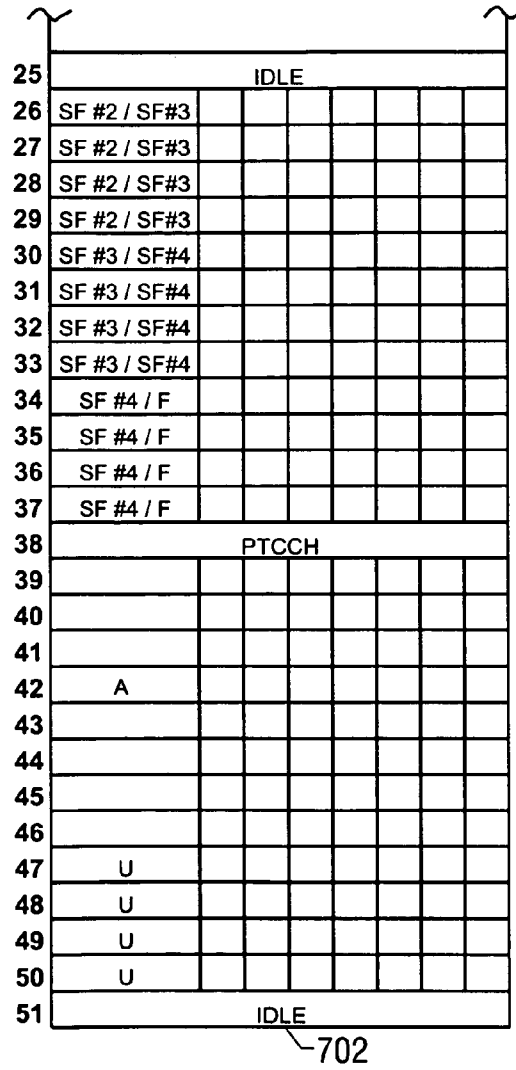 25 IDLE
26 SF #2 / SF#3
27 SF #2 / SF#3
28 SF #2 / SF#3
29 SF #2 / SF#3
30 SF #3 / SF#4
31 SF #3 / SF#4
32 SF #3 / SF#4
33 SF #3 / SF#4
34 SF #4 / F
35 SF #4 / F
36 SF #4 / F
37 SF #4 / F
38 PTCCH
39
40
41
42 A
43
44
45
46
47 U
48 U
49 U
50 U
51 IDLE
702